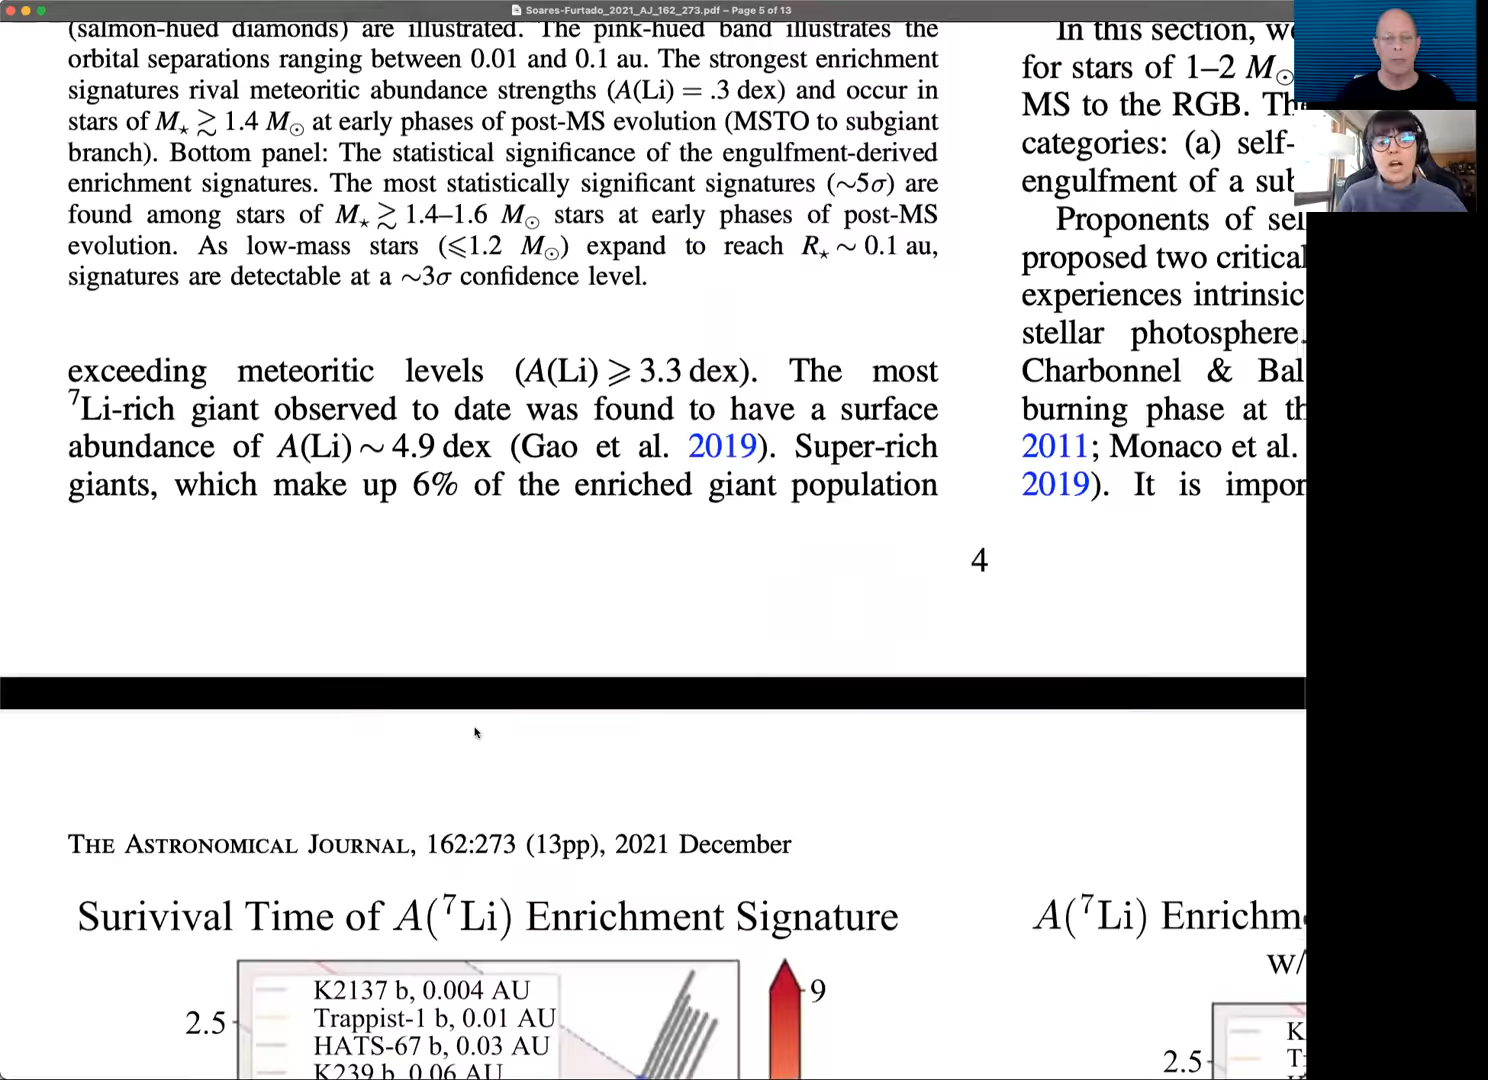 Soares-Furtado_2021_AJ_162_273.pdf – Page 5 of 13
(salmon-hued diamonds) are illustrated. The pink-hued band illustrates the
orbital separations ranging between 0.01 and 0.1 au. The strongest enrichment
signatures rival meteoritic abundance strengths (A(Li) = .3 dex) and occur in
stars of M⋆ ≳ 1.4 M⊙ at early phases of post-MS evolution (MSTO to subgiant
branch). Bottom panel: The statistical significance of the engulfment-derived
enrichment signatures. The most statistically significant signatures (∼5σ) are
found among stars of M⋆ ≳ 1.4–1.6 M⊙ stars at early phases of post-MS
evolution. As low-mass stars (⩽1.2 M⊙) expand to reach R⋆ ∼ 0.1 au,
signatures are detectable at a ∼3σ confidence level.
exceeding meteoritic levels (A(Li) ⩾ 3.3 dex). The most
⁷Li-rich giant observed to date was found to have a surface
abundance of A(Li) ∼ 4.9 dex (Gao et al. 2019). Super-rich
giants, which make up 6% of the enriched giant population
In this section, we
for stars of 1–2 M⊙
MS to the RGB. Th
categories: (a) self-
engulfment of a sub
Proponents of sel
proposed two critical
experiences intrinsic
stellar photosphere.
Charbonnel & Bal
burning phase at th
2011; Monaco et al.
2019). It is impor
4
THE ASTRONOMICAL JOURNAL, 162:273 (13pp), 2021 December
Surivival Time of A(⁷Li) Enrichment Signature
K2137 b, 0.004 AU
Trappist-1 b, 0.01 AU
HATS-67 b, 0.03 AU
K239 b, 0.06 AU
2.5
9
A(⁷Li) Enrichm
w/
K
T
2.5